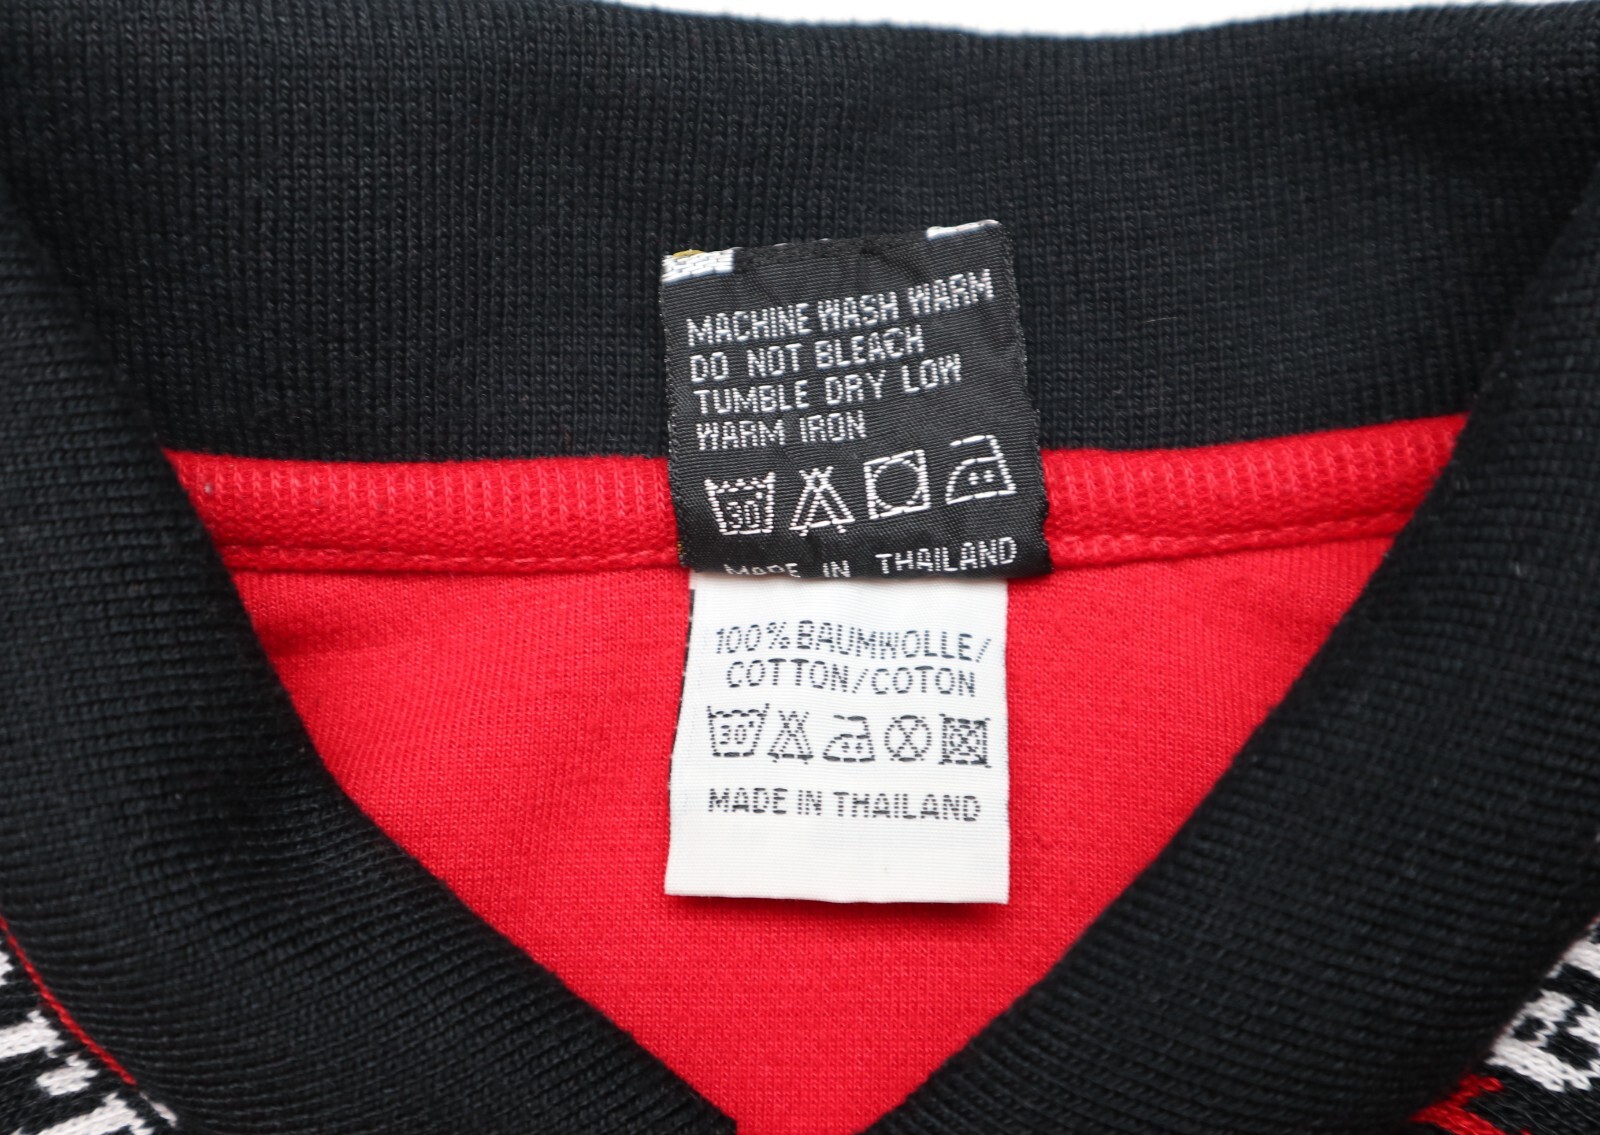 MACHINE WASH WARM
DO NOT BLEACH
TUMBLE DRY LOW
WARM IRON
30°
MADE IN THAILAND
100% BAUMWOLLE/
COTTON/COTON
30°
MADE IN THAILAND